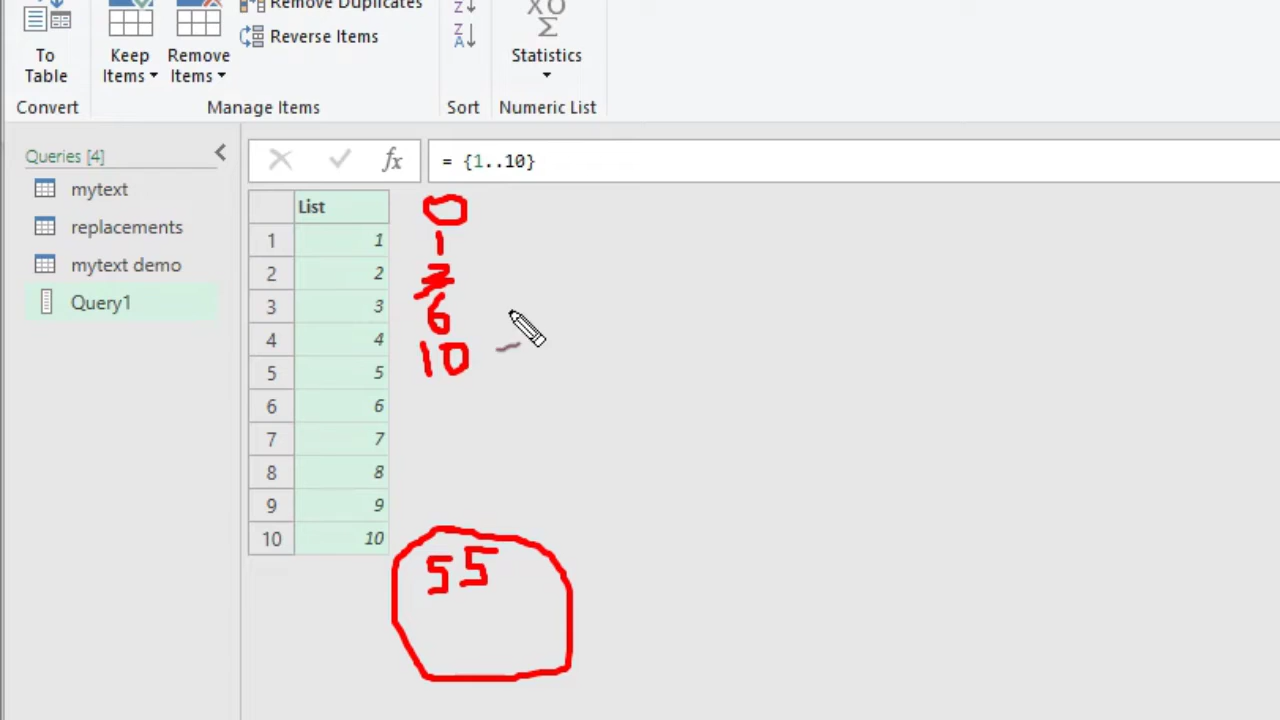 Remove Duplicates
To Table
Keep Items
Remove Items
Reverse Items
Statistics
Convert
Manage Items
Sort
Numeric List
Queries [4]
fx
= {1..10}
mytext
replacements
mytext demo
Query1
List
0
1 1 1
2 2
3 3 6
4 4 10
5 5
6 6
7 7
8 8
9 9
10 10
55